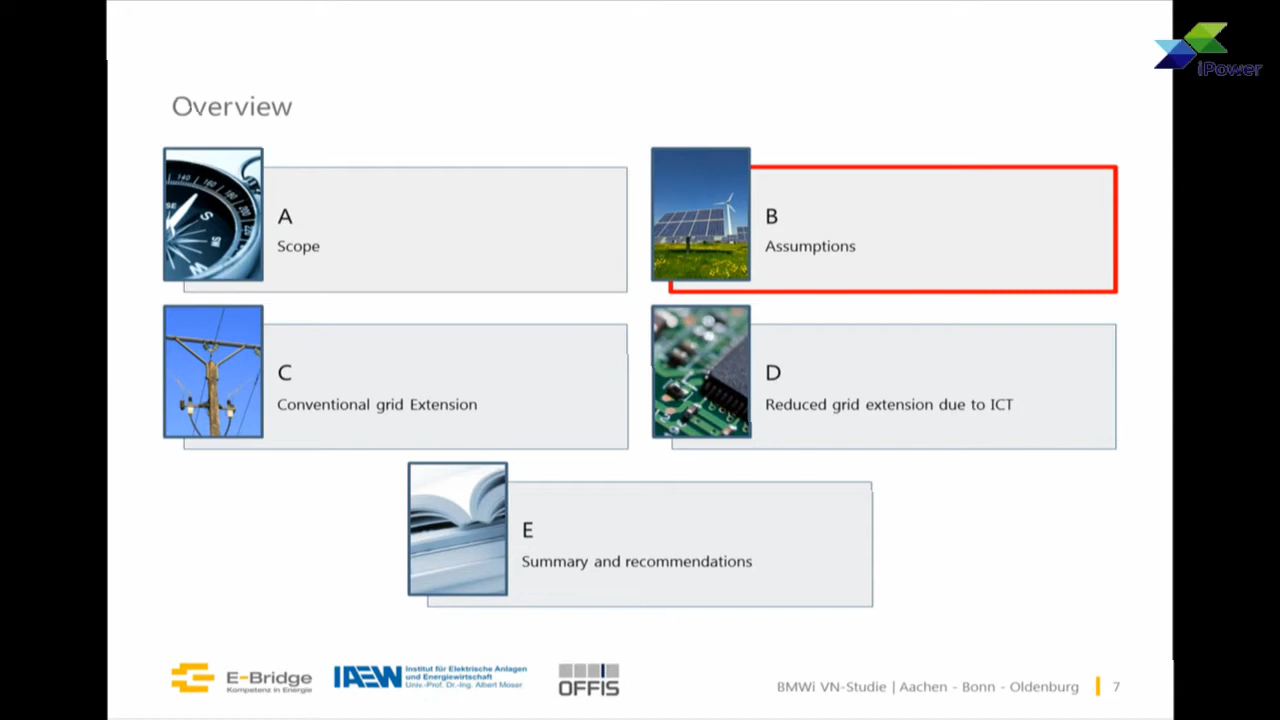 iPower
Overview
A
Scope
B
Assumptions
C
Conventional grid Extension
D
Reduced grid extension due to ICT
E
Summary and recommendations
E-Bridge
Kompetenz in Energie
IAEW
Institut für Elektrische Anlagen
und Energiewirtschaft
Univ.-Prof. Dr.-Ing. Albert Moser
OFFIS
BMWi VN-Studie | Aachen - Bonn - Oldenburg
7